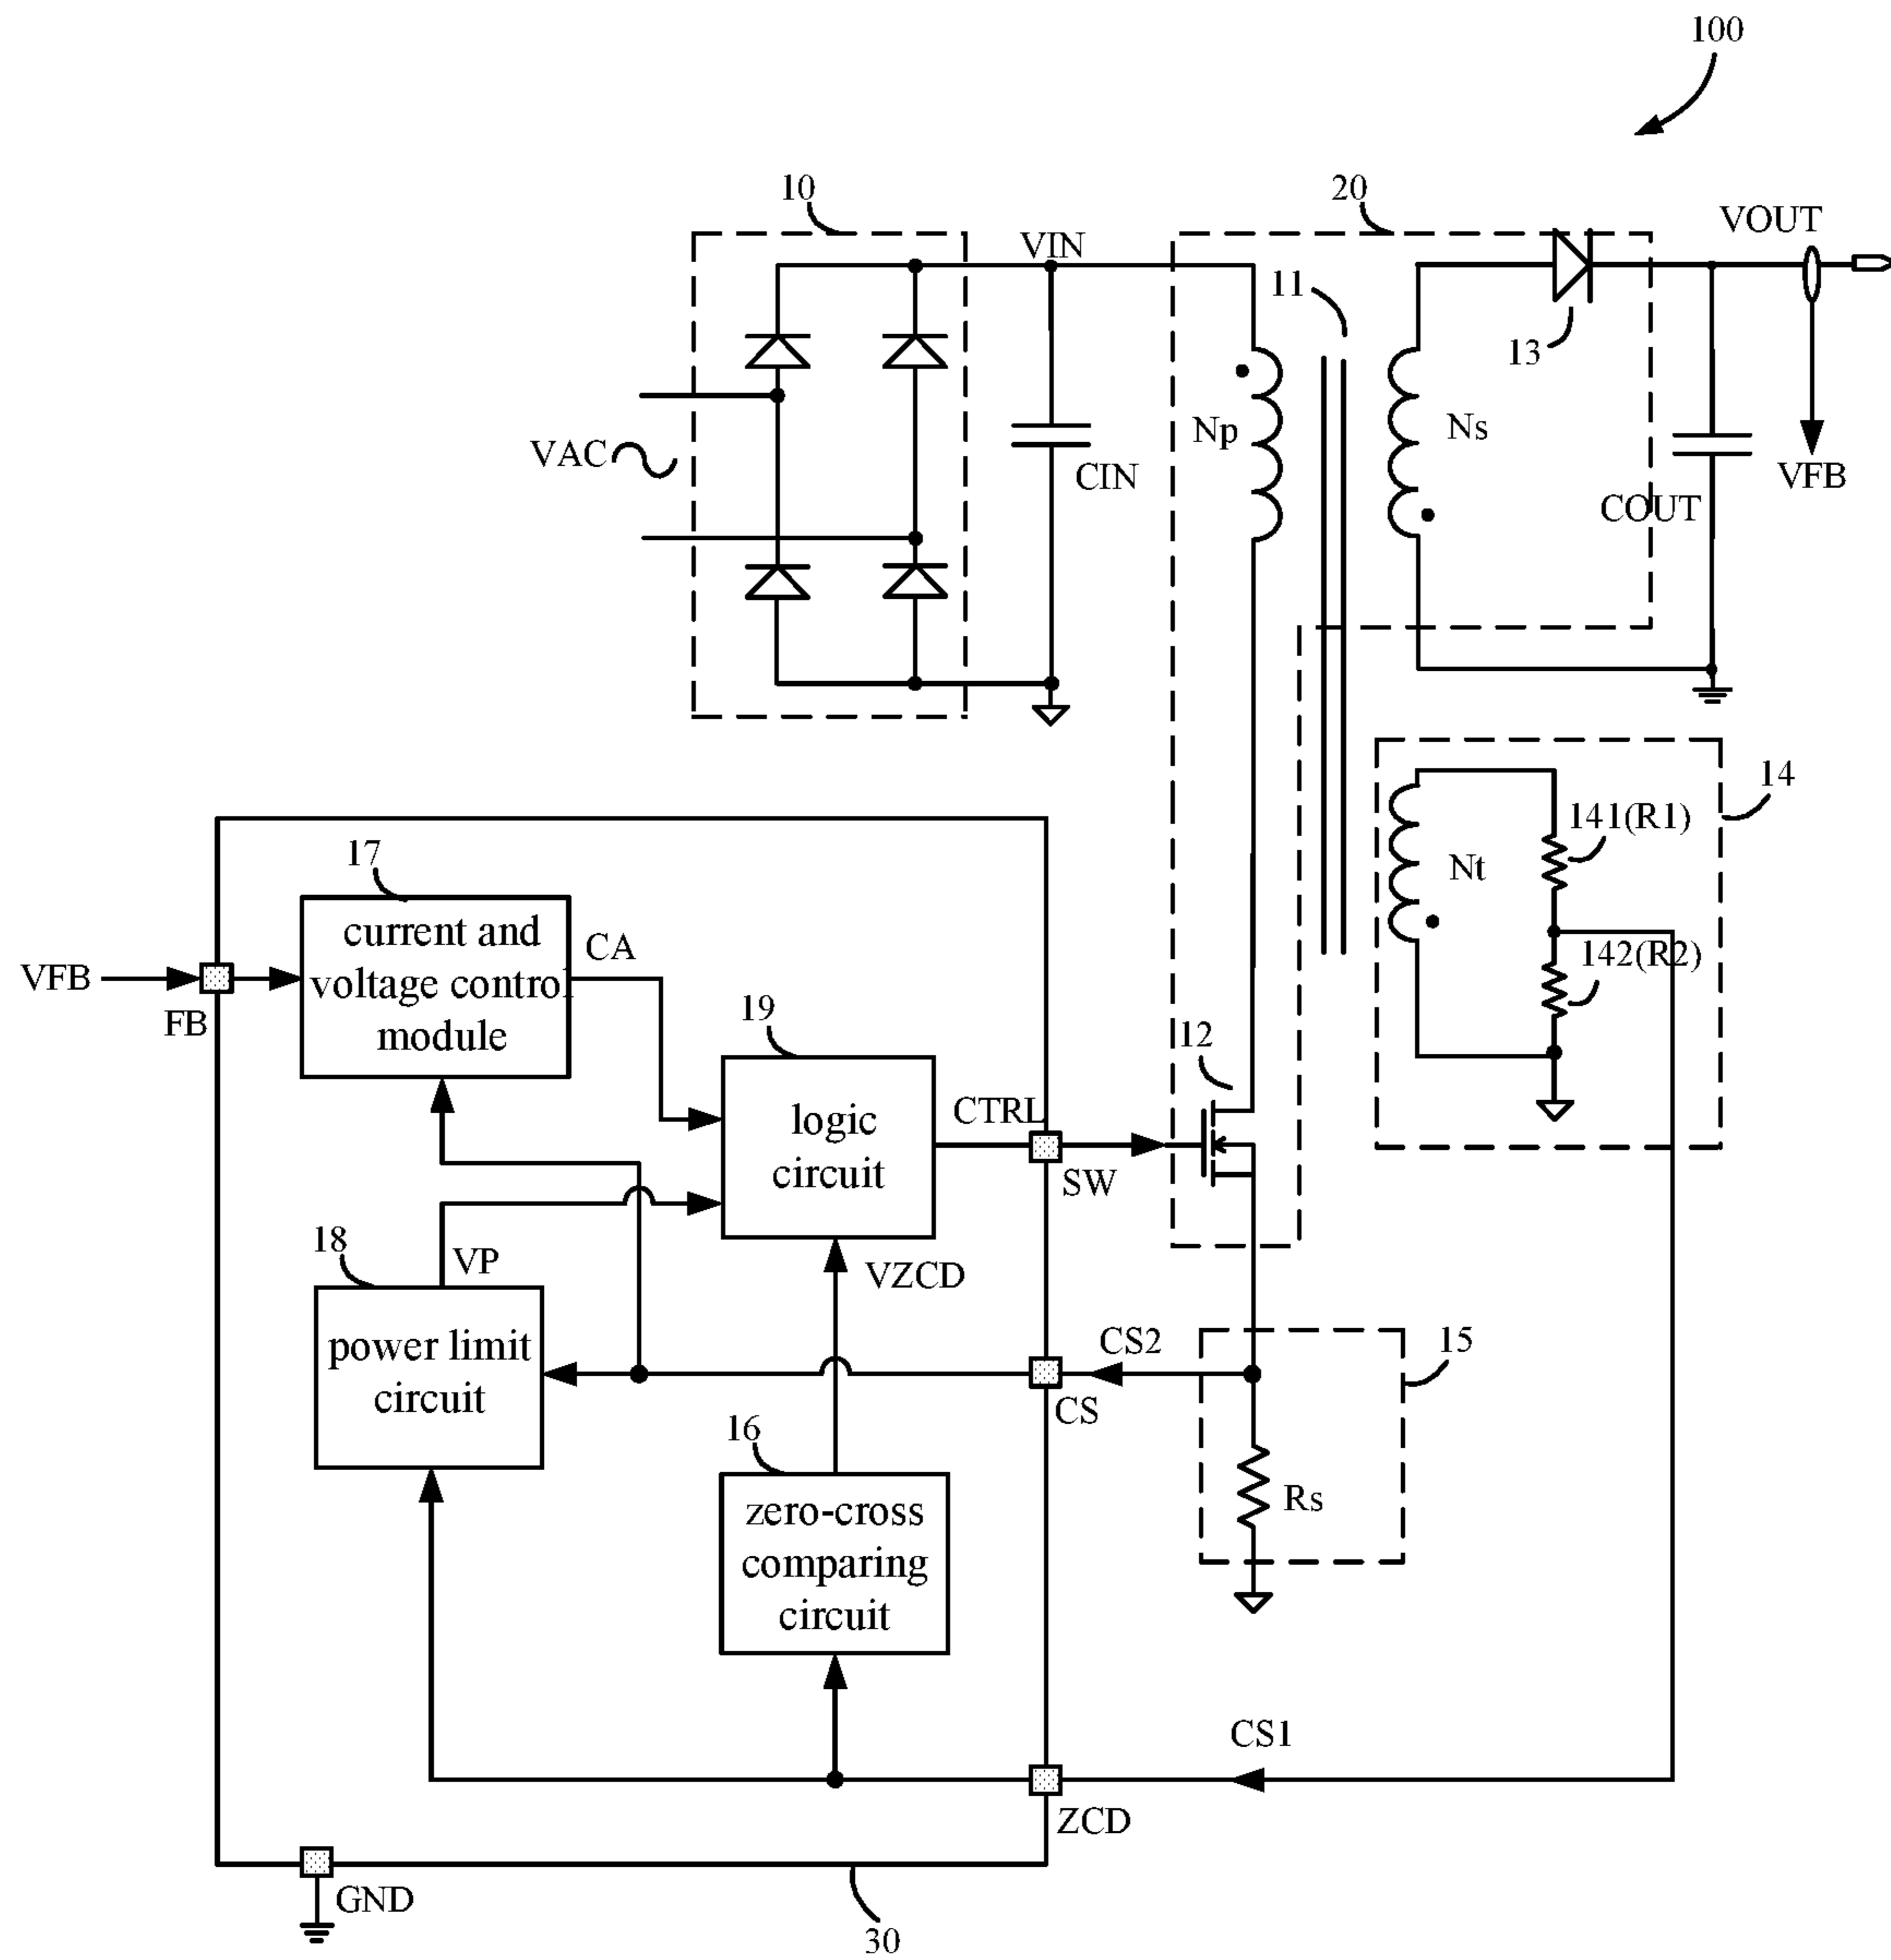 100
10
20
VOUT
VIN
11
13
Np
Ns
VAC
CIN
COUT
VFB
14
141(R1)
Nt
142(R2)
17
current and
voltage control
module
CA
VFB
FB
19
logic
circuit
CTRL
SW
12
18
VP
power limit
circuit
VZCD
CS2
CS
15
16
zero-cross
comparing
circuit
Rs
CS1
ZCD
GND
30